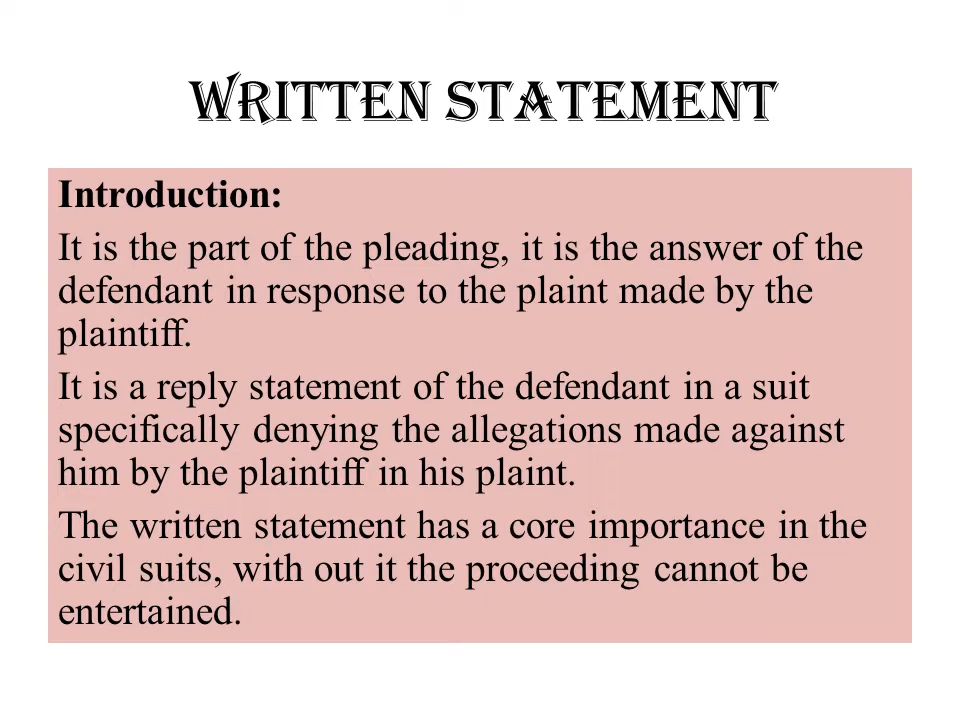 WRITTEN STATEMENT
Introduction:
It is the part of the pleading, it is the answer of the
defendant in response to the plaint made by the
plaintiff.
It is a reply statement of the defendant in a suit
specifically denying the allegations made against
him by the plaintiff in his plaint.
The written statement has a core importance in the
civil suits, with out it the proceeding cannot be
entertained.